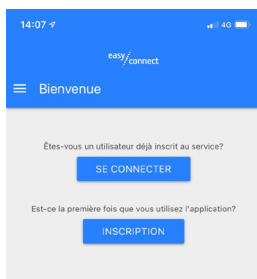 14:07
4G
easy/connect
Bienvenue
Êtes-vous un utilisateur déjà inscrit au service?
SE CONNECTER
Est-ce la première fois que vous utilisez l'application?
INSCRIPTION